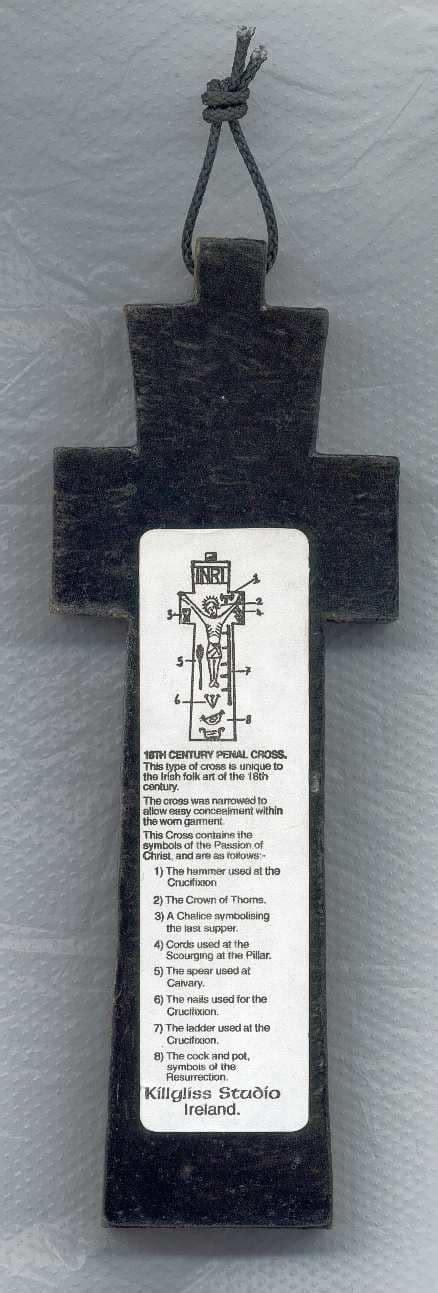 INRI
1
2
3
4
5
7
6
8
18TH CENTURY PENAL CROSS.
This type of cross is unique to
the Irish folk art of the 18th
century.
The cross was narrowed to
allow easy concealment within
the worn garment.
This Cross contains the
symbols of the Passion of
Christ, and are as follows:-
1) The hammer used at the
Crucifixion
2) The Crown of Thorns.
3) A Chalice symbolising
the last supper.
4) Cords used at the
Scourging at the Pillar.
5) The spear used at
Calvary.
6) The nails used for the
Crucifixion.
7) The ladder used at the
Crucifixion.
8) The cock and pot,
symbols of the
Resurrection.
Killgliss Studio
Ireland.